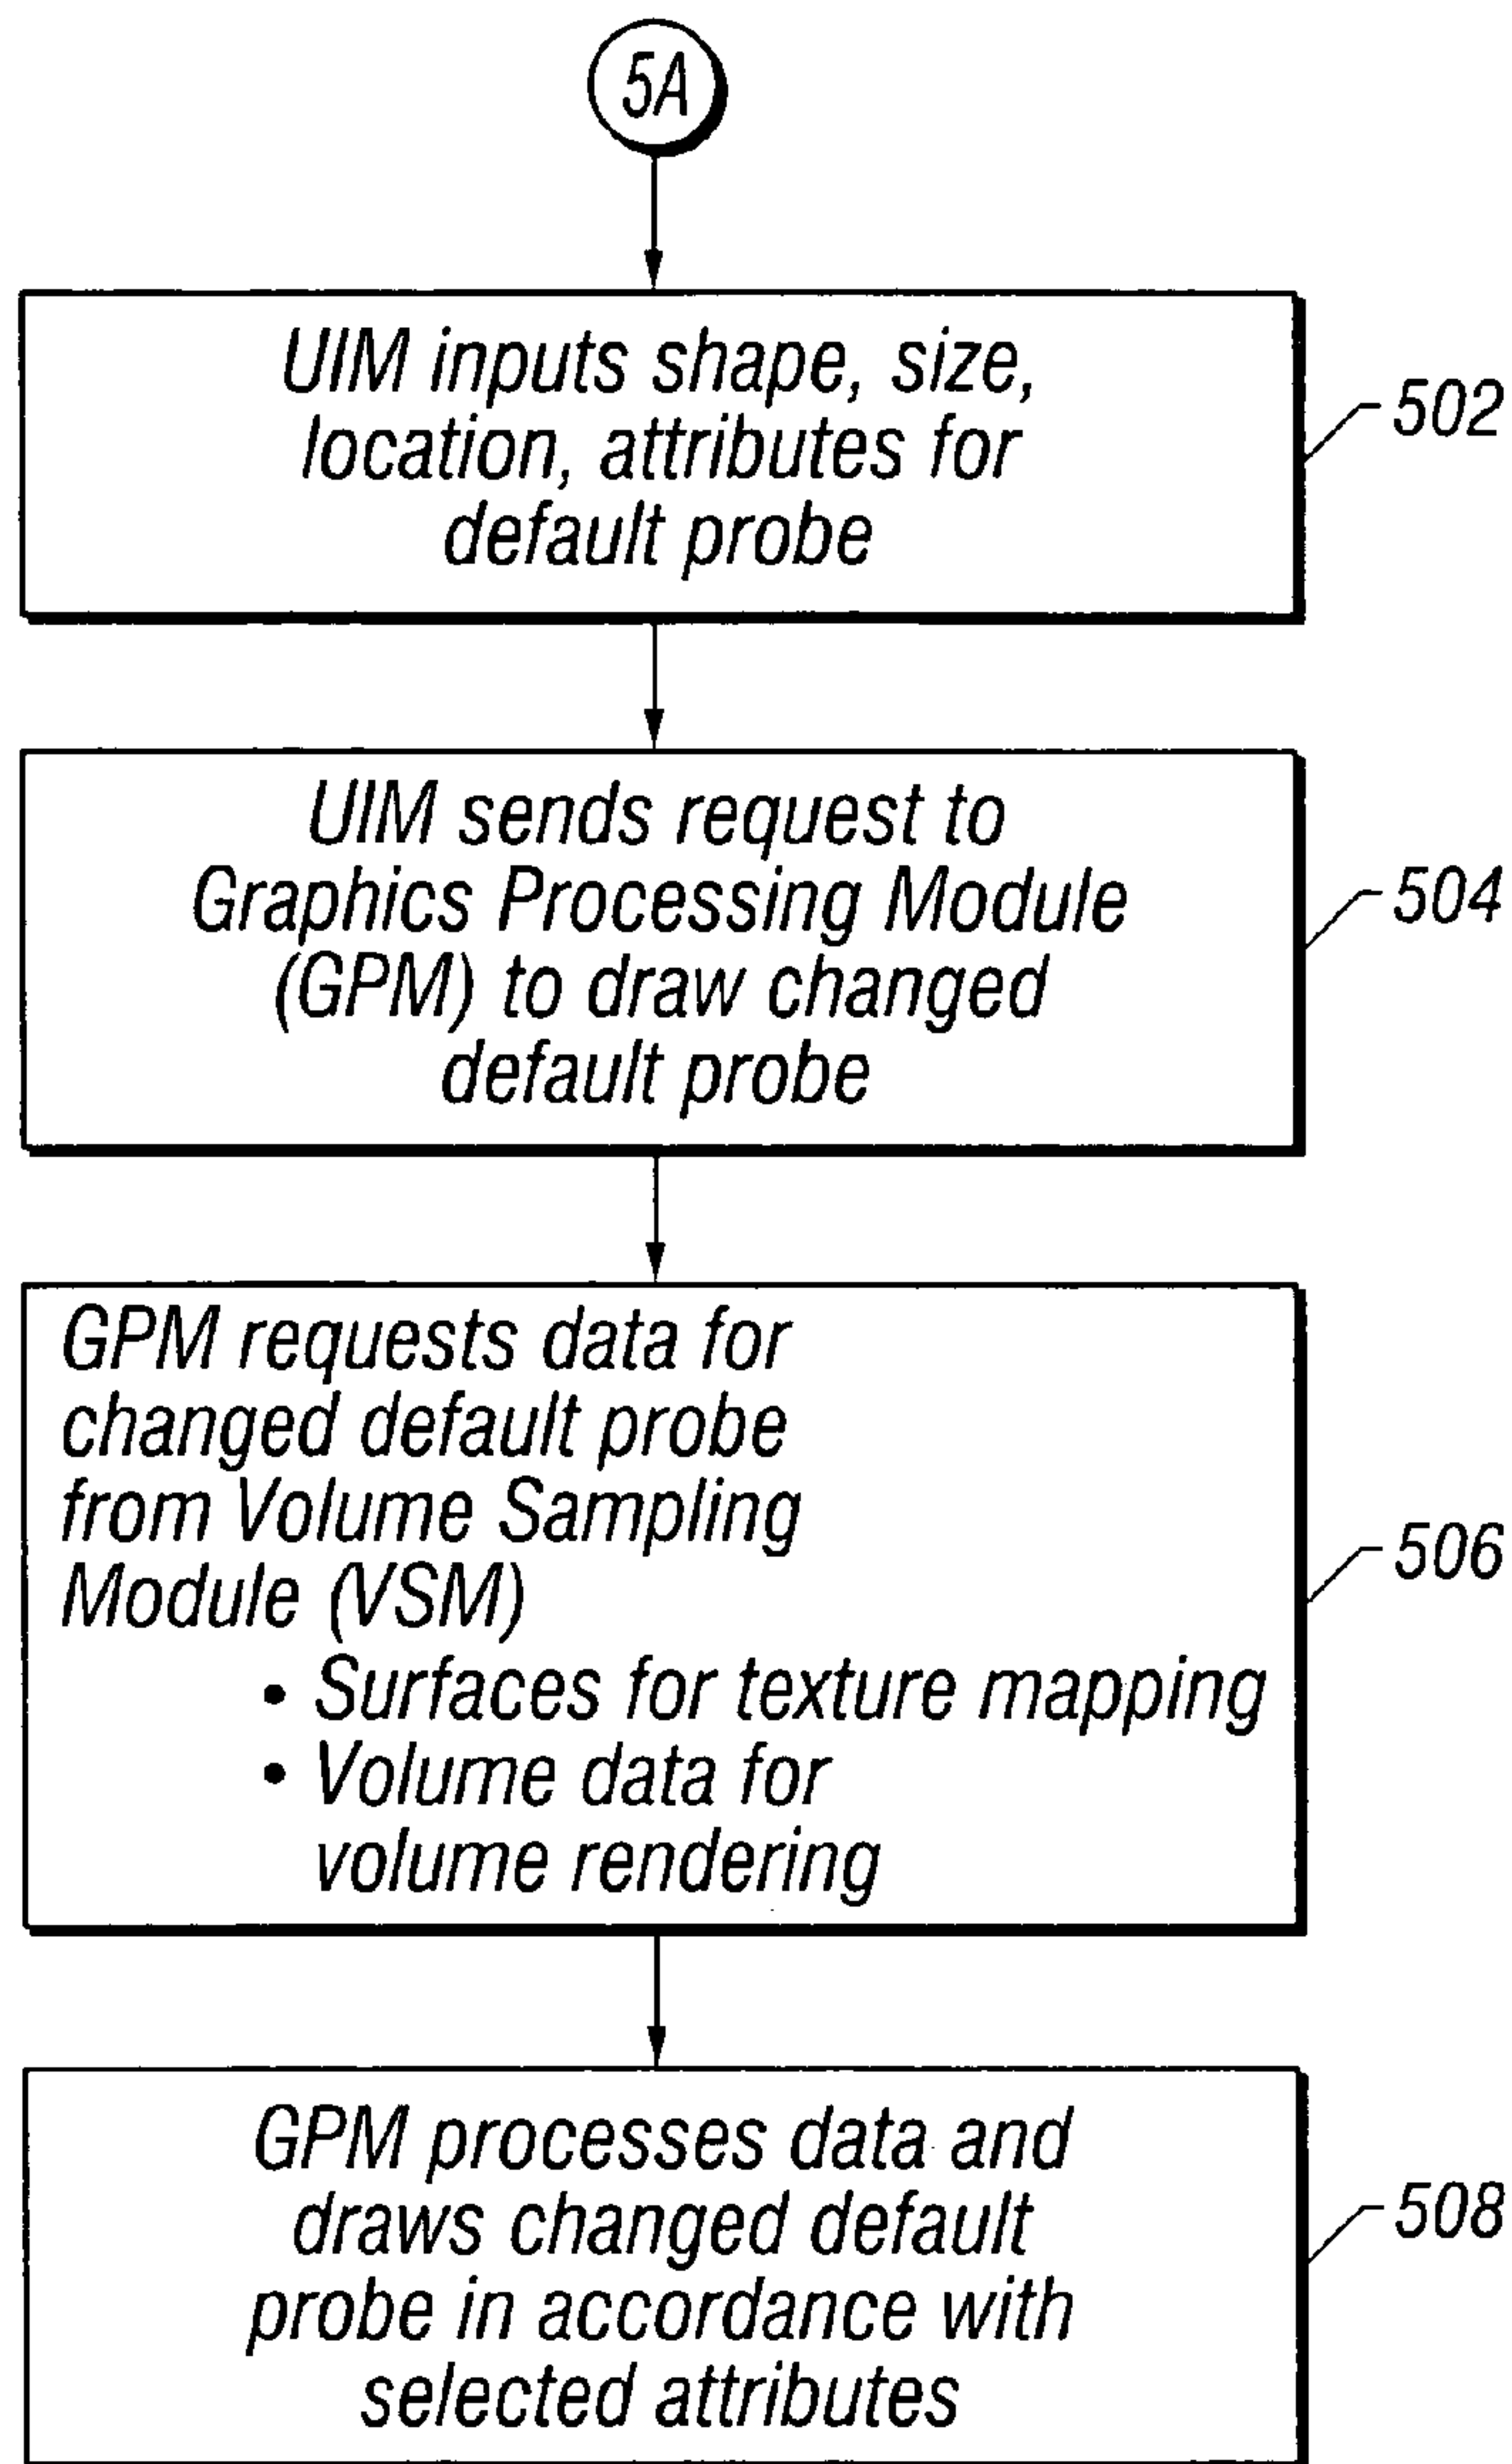 5A
UIM inputs shape, size,
location, attributes for
default probe
502
UIM sends request to
Graphics Processing Module
(GPM) to draw changed
default probe
504
GPM requests data for
changed default probe
from Volume Sampling
Module (VSM)
• Surfaces for texture mapping
• Volume data for
volume rendering
506
GPM processes data and
draws changed default
probe in accordance with
selected attributes
508